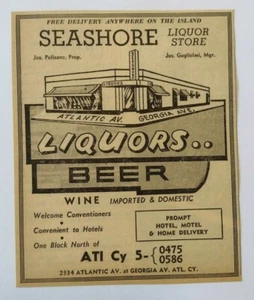 FREE DELIVERY ANYWHERE ON THE ISLAND
SEASHORE LIQUOR STORE
Jos. Polisano, Prop.
Jos. Guglielmi, Mgr.
ATLANTIC AV.
GEORGIA AVE.
LIQUORS..
BEER
WINE IMPORTED & DOMESTIC
Welcome Conventioners
•
Convenient to Hotels
•
One Block North of
PROMPT
HOTEL, MOTEL
& HOME DELIVERY
ATl Cy 5- { 0475
0586
2334 ATLANTIC AV. at GEORGIA AV. ATL. CY.